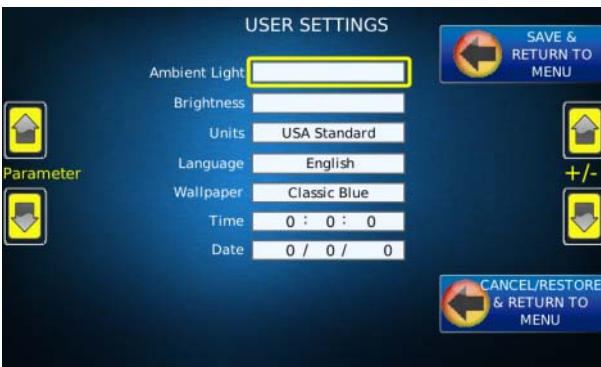 USER SETTINGS
SAVE &
RETURN TO
MENU
Ambient Light
Brightness
Units USA Standard
Parameter
Language English
+/-
Wallpaper Classic Blue
Time 0 : 0 : 0
Date 0 / 0 / 0
CANCEL/RESTORE
& RETURN TO
MENU